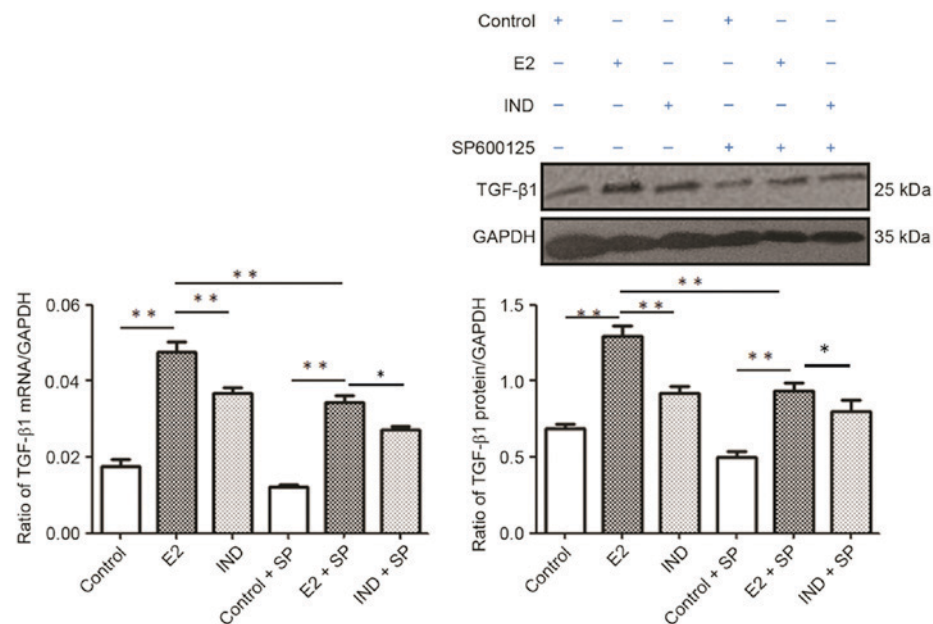 Control + – – + – –
E2 – + – – + –
IND – – + – – +
SP600125 – – – + + +
TGF-β1 25 kDa
GAPDH 35 kDa
Ratio of TGF-β1 mRNA/GAPDH
0.06
0.04
0.02
0.00
* *
* *
* *
* *
*
Control
E2
IND
Control + SP
E2 + SP
IND + SP
Ratio of TGF-β1 protein/GAPDH
1.5
1.0
0.5
0.0
* *
* *
* *
* *
*
Control
E2
IND
Control + SP
E2 + SP
IND + SP